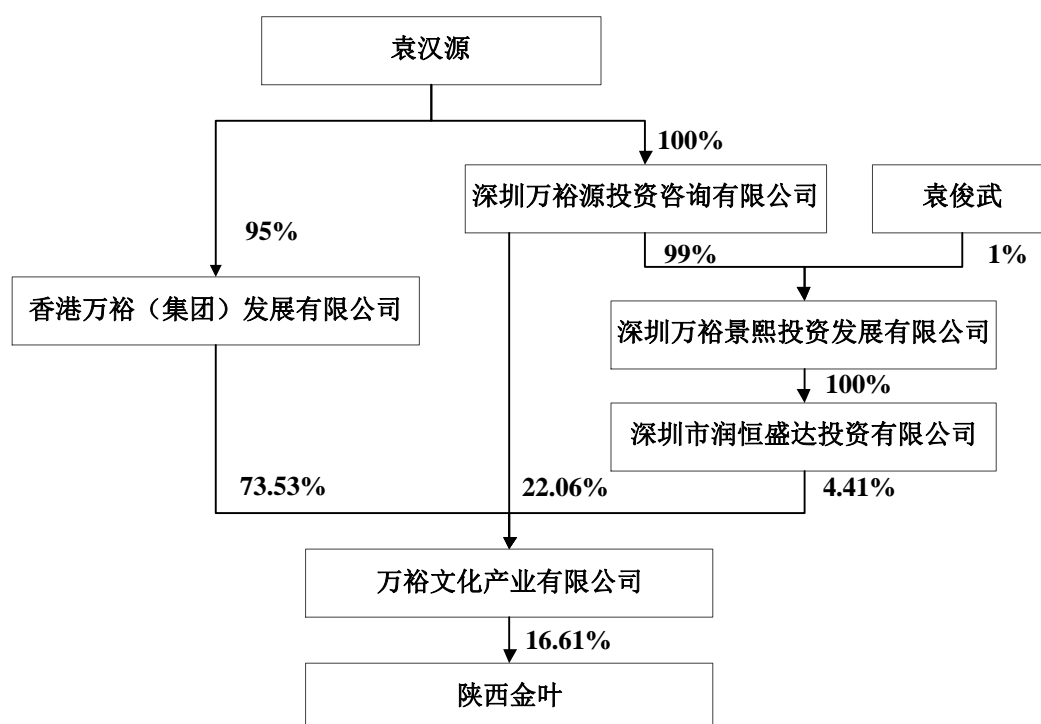 袁汉源
100%
深圳万裕源投资咨询有限公司
袁俊武
95%
99%
1%
香港万裕（集团）发展有限公司
深圳万裕景熙投资发展有限公司
100%
深圳市润恒盛达投资有限公司
73.53%
22.06%
4.41%
万裕文化产业有限公司
16.61%
陕西金叶